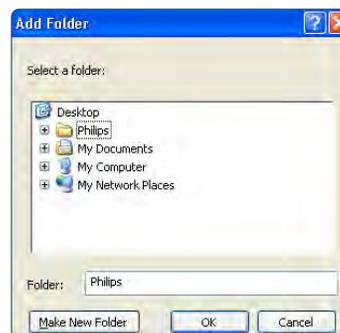 Add Folder
Select a folder:
Desktop
Philips
My Documents
My Computer
My Network Places
Folder: Philips
Make New Folder OK Cancel